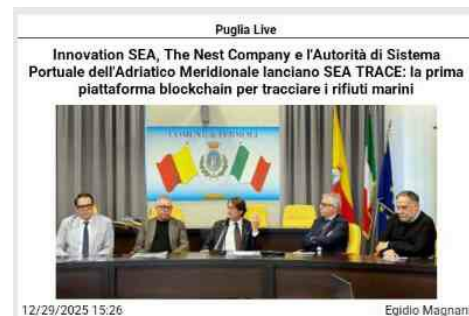 Puglia Live
Innovation SEA, The Nest Company e l'Autorità di Sistema
Portuale dell'Adriatico Meridionale lanciano SEA TRACE: la prima
piattaforma blockchain per tracciare i rifiuti marini
COMUNE di TERMOLI
12/29/2025 15:26
Egidio Magnani